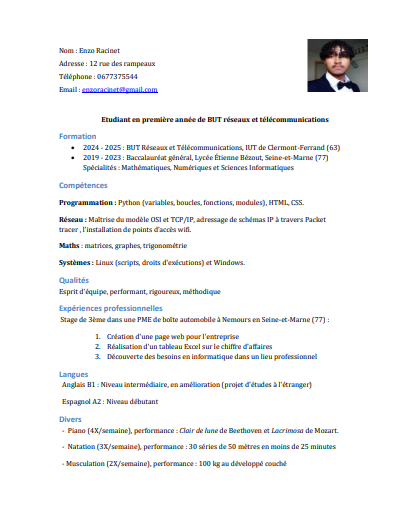 Nom : Enzo Racinet
Adresse : 12 rue des rampeaux
Téléphone : 0677375544
Email : enzoracinet@gmail.com
Etudiant en première année de BUT réseaux et télécommunications
Formation
• 2024 - 2025 : BUT Réseaux et Télécommunications, IUT de Clermont-Ferrand (63)
• 2019 - 2023 : Baccalauréat général, Lycée Étienne Bézout, Seine-et-Marne (77)
Spécialités : Mathématiques, Numériques et Sciences Informatiques
Compétences
Programmation : Python (variables, boucles, fonctions, modules), HTML, CSS.
Réseau : Maîtrise du modèle OSI et TCP/IP, adressage de schémas IP à travers Packet
tracer , l'installation de points d'accès wifi.
Maths : matrices, graphes, trigonométrie
Systèmes : Linux (scripts, droits d'exécutions) et Windows.
Qualités
Esprit d'équipe, performant, rigoureux, méthodique
Expériences professionnelles
Stage de 3ème dans une PME de boîte automobile à Nemours en Seine-et-Marne (77) :
1. Création d'une page web pour l'entreprise
2. Réalisation d'un tableau Excel sur le chiffre d'affaires
3. Découverte des besoins en informatique dans un lieu professionnel
Langues
Anglais B1 : Niveau intermédiaire, en amélioration (projet d'études à l'étranger)
Espagnol A2 : Niveau débutant
Divers
- Piano (4X/semaine), performance : Clair de lune de Beethoven et Lacrimosa de Mozart.
- Natation (3X/semaine), performance : 30 séries de 50 mètres en moins de 25 minutes
- Musculation (2X/semaine), performance : 100 kg au développé couché